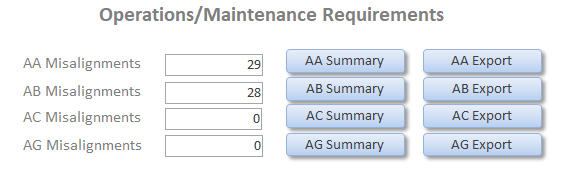 Operations/Maintenance Requirements
AA Misalignments 29 AA Summary AA Export
AB Misalignments 28 AB Summary AB Export
AC Misalignments 0 AC Summary AC Export
AG Misalignments 0 AG Summary AG Export